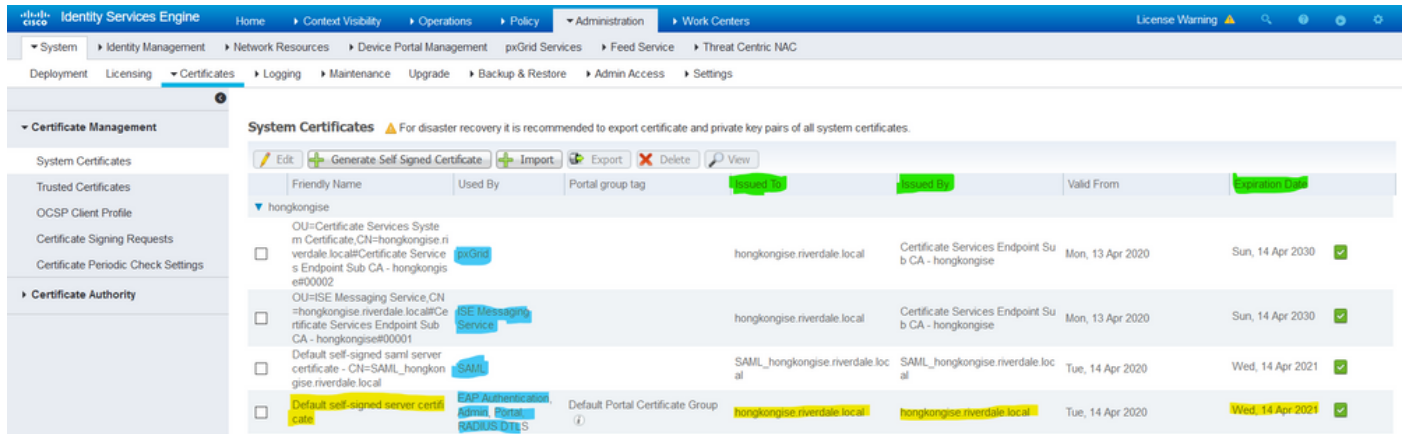 cisco Identity Services Engine Home Context Visibility Operations Policy Administration Work Centers License Warning
System Identity Management Network Resources Device Portal Management pxGrid Services Feed Service Threat Centric NAC
Deployment Licensing Certificates Logging Maintenance Upgrade Backup & Restore Admin Access Settings
Certificate Management
System Certificates
Trusted Certificates
OCSP Client Profile
Certificate Signing Requests
Certificate Periodic Check Settings
Certificate Authority
System Certificates For disaster recovery it is recommended to export certificate and private key pairs of all system certificates.
Edit Generate Self Signed Certificate Import Export Delete View
Friendly Name Used By Portal group tag Issued To Issued By Valid From Expiration Date
hongkongise
OU=Certificate Services Syste
m Certificate,CN=hongkongise.ri
verdale.local#Certificate Service
s Endpoint Sub CA - hongkongis
e#00002
pxGrid
hongkongise.riverdale.local
Certificate Services Endpoint Su
b CA - hongkongise
Mon, 13 Apr 2020
Sun, 14 Apr 2030
OU=ISE Messaging Service,CN
=hongkongise.riverdale.local#Ce
rtificate Services Endpoint Sub
CA - hongkongise#00001
ISE Messaging
Service
hongkongise.riverdale.local
Certificate Services Endpoint Su
b CA - hongkongise
Mon, 13 Apr 2020
Sun, 14 Apr 2030
Default self-signed saml server
certificate - CN=SAML_hongkon
gise.riverdale.local
SAML
SAML_hongkongise.riverdale.loc
al
SAML_hongkongise.riverdale.loc
al
Tue, 14 Apr 2020
Wed, 14 Apr 2021
Default self-signed server certifi
cate
EAP Authentication,
Admin, Portal,
RADIUS DTLS
Default Portal Certificate Group
hongkongise.riverdale.local
hongkongise.riverdale.local
Tue, 14 Apr 2020
Wed, 14 Apr 2021